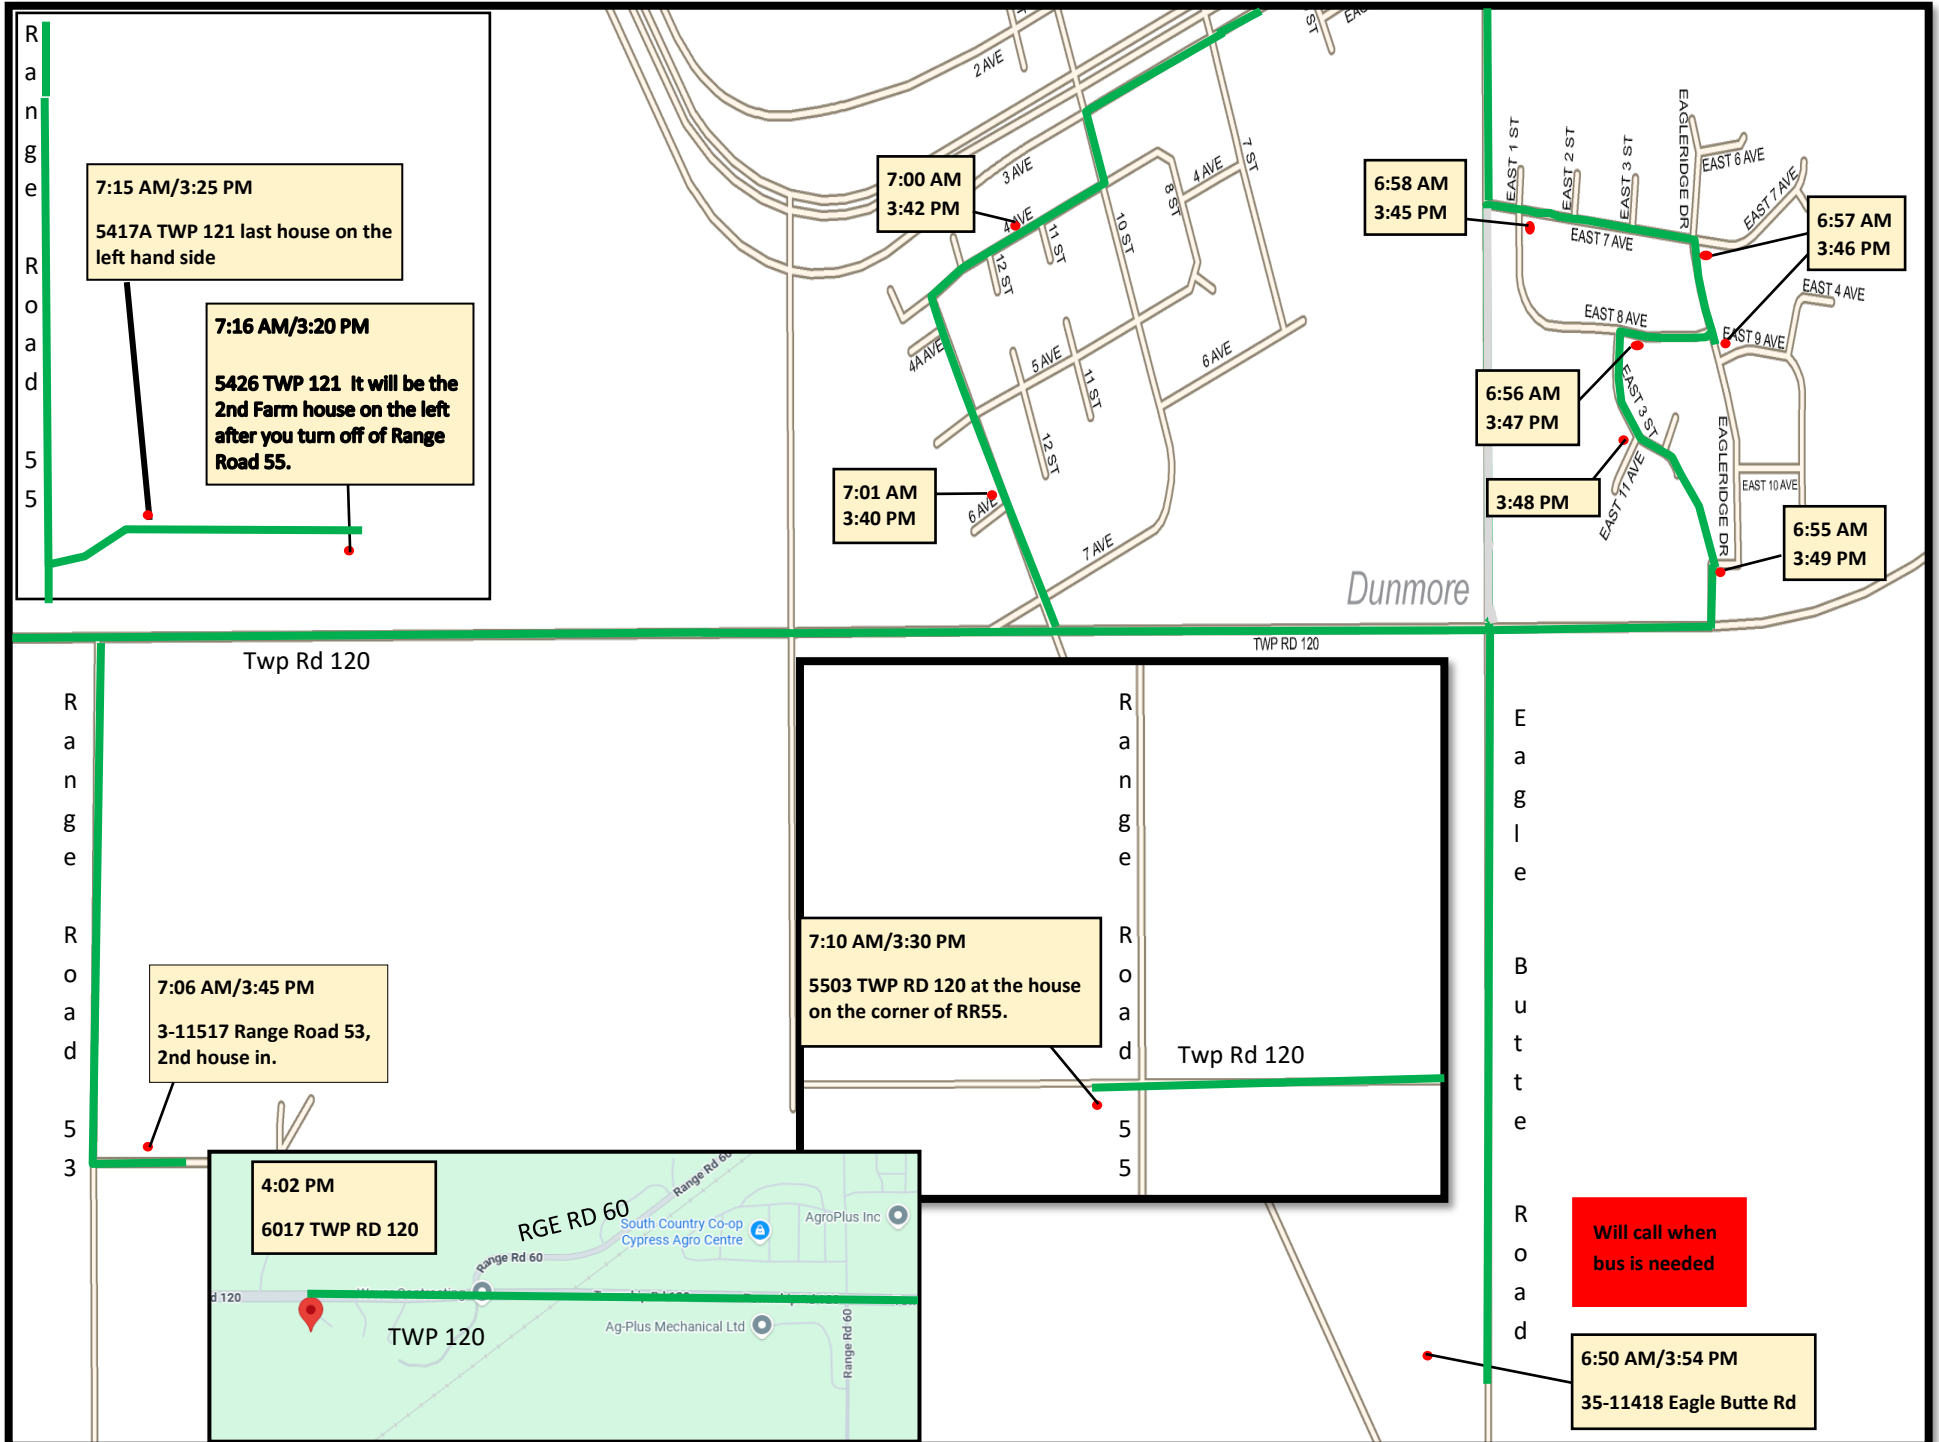 Range Road 55
7:15 AM/3:25 PM
5417A TWP 121 last house on the
left hand side
7:16 AM/3:20 PM
5426 TWP 121  It will be the
2nd Farm house on the left
after you turn off of Range
Road 55.
2 AVE
3 AVE
7 ST
4 AVE
8 ST
7:00 AM
3:42 PM
4 AVE
11 ST
10 ST
12 ST
4A AVE
5 AVE
6 AVE
11 ST
12 ST
7:01 AM
3:40 PM
6 AVE
7 AVE
6:58 AM
3:45 PM
EAST 1 ST
EAST 2 ST
EAST 3 ST
EAGLERIDGE DR
EAST 6 AVE
EAST 7 AVE
EAST 7 AVE
6:57 AM
3:46 PM
EAST 4 AVE
EAST 8 AVE
EAST 9 AVE
6:56 AM
3:47 PM
EAST 3 ST
EAGLERIDGE DR
3:48 PM
EAST 11 AVE
EAST 10 AVE
6:55 AM
3:49 PM
Dunmore
Twp Rd 120
TWP RD 120
Range Road 53
7:06 AM/3:45 PM
3-11517 Range Road 53,
2nd house in.
Range Road 55
7:10 AM/3:30 PM
5503 TWP RD 120 at the house
on the corner of RR55.
Twp Rd 120
Eagle Butte Road
4:02 PM
6017 TWP RD 120
RGE RD 60
Range Rd 60
South Country Co-op
Cypress Agro Centre
AgroPlus Inc
Range Rd 60
d 120
TWP 120
Ag-Plus Mechanical Ltd
Range Rd 60
Will call when
bus is needed
6:50 AM/3:54 PM
35-11418 Eagle Butte Rd